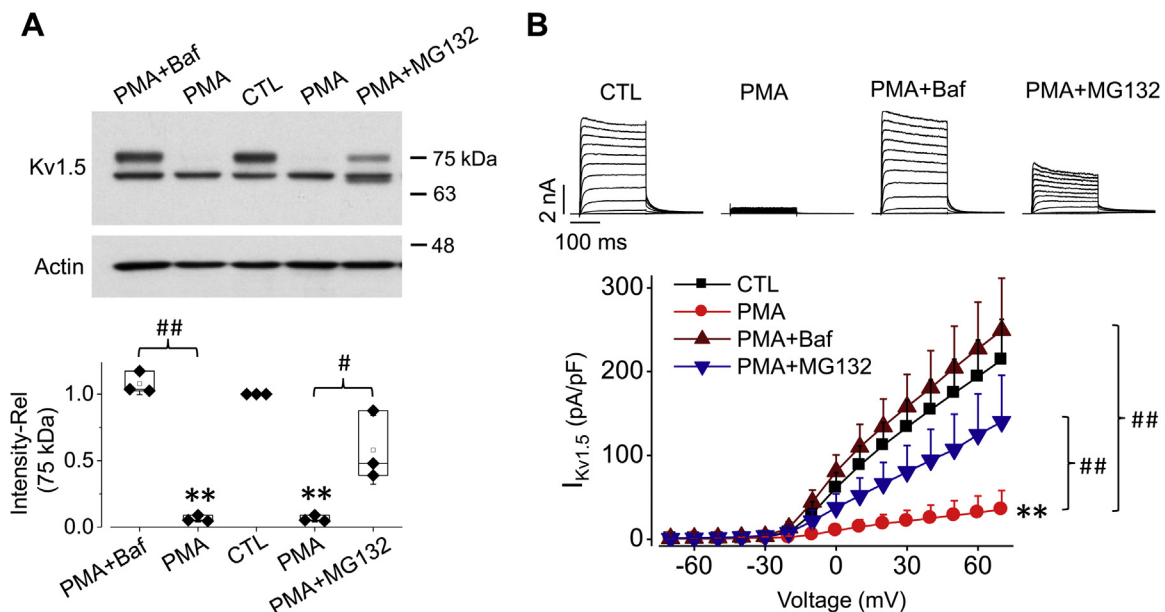 A
PMA+Baf PMA CTL PMA PMA+MG132
Kv1.5
75 kDa
63
48
Actin
##
#
1.0
0.5
0.0
** **
Intensity-Rel
(75 kDa)
PMA+Baf PMA CTL PMA PMA+MG132
B
CTL PMA PMA+Baf PMA+MG132
2 nA
100 ms
300
200
100
0
I Kv1.5 (pA/pF)
CTL
PMA
PMA+Baf
PMA+MG132
##
##
**
-60 -30 0 30 60
Voltage (mV)